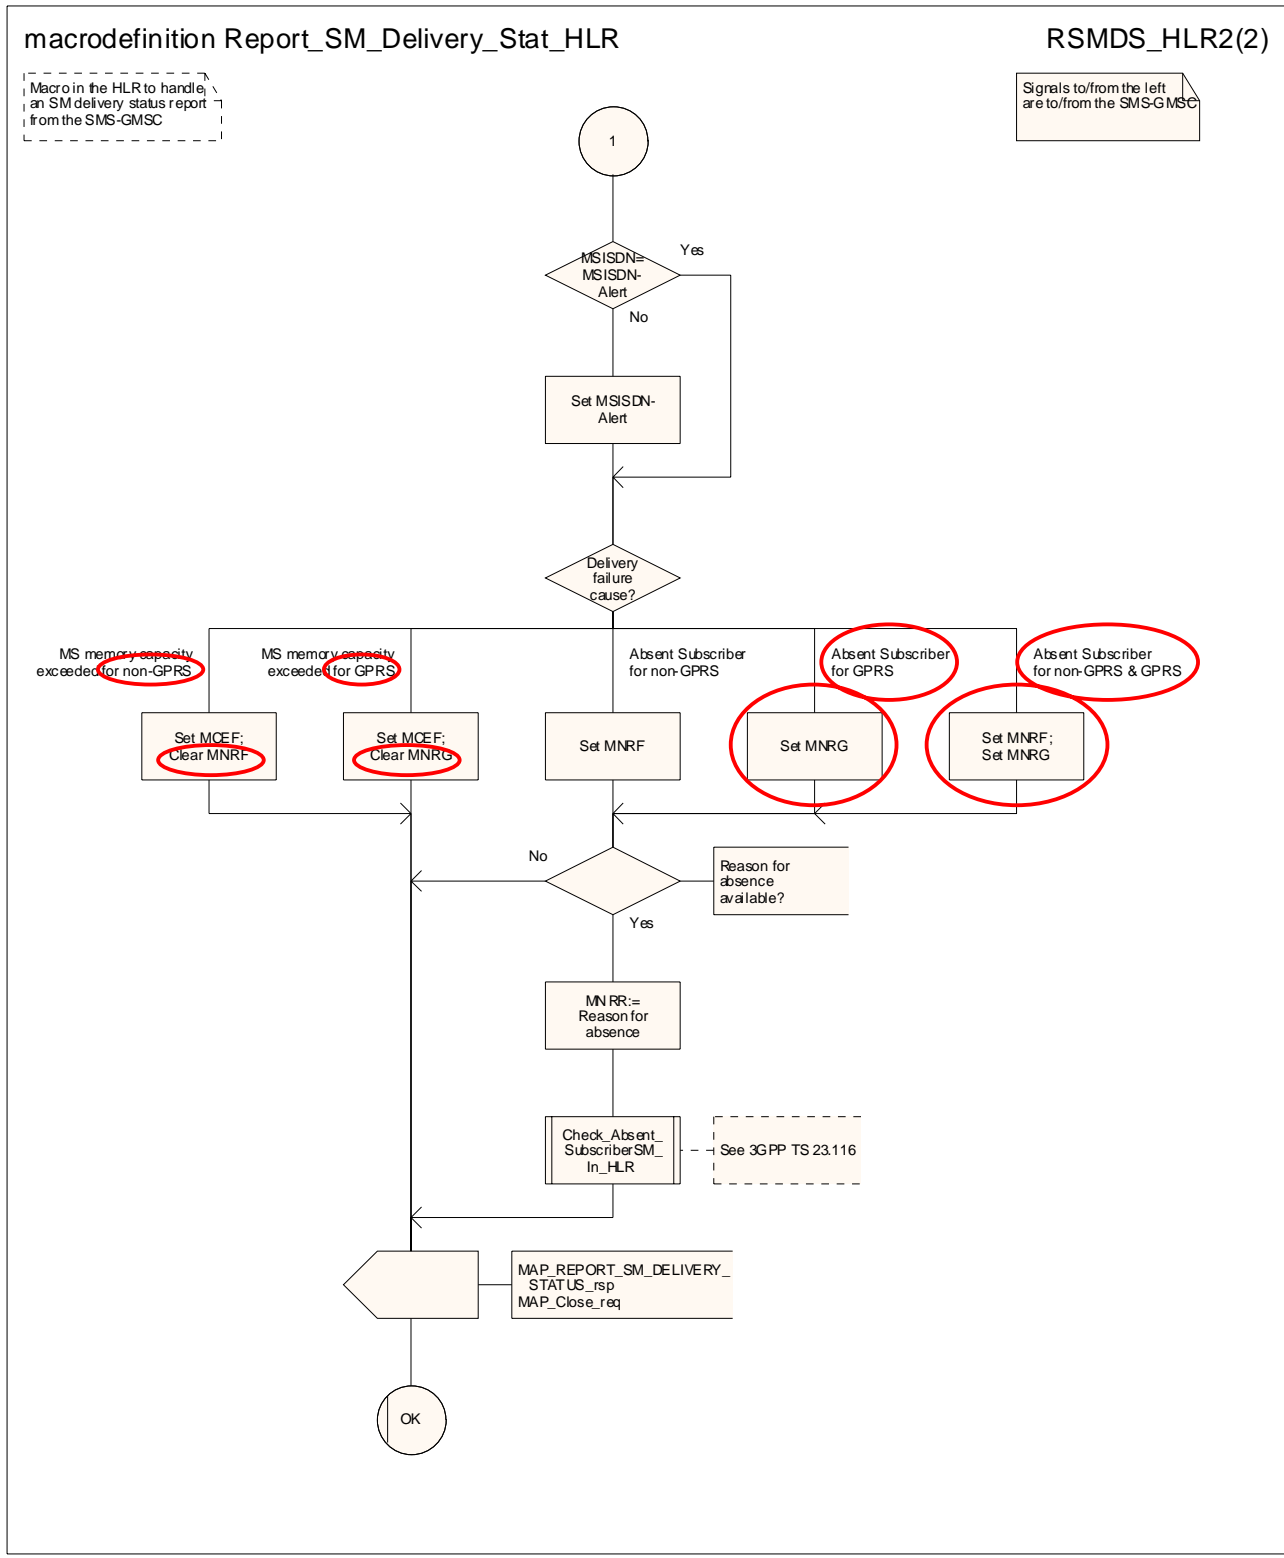 macrodefinition Report_SM_Delivery_Stat_HLR
RSMDS_HLR2(2)
Macro in the HLR to handle
an SM delivery status report
from the SMS-GMSC
Signals to/from the left
are to/from the SMS-GMSC
1
MSISDN=
MSISDN-
Alert
Yes
No
Set MSISDN-
Alert
Delivery
failure
cause?
MS memory capacity
exceeded for non-GPRS
MS memory capacity
exceeded for GPRS
Absent Subscriber
for non-GPRS
Absent Subscriber
for GPRS
Absent Subscriber
for non-GPRS & GPRS
Set MCEF;
Clear MNRF
Set MCEF;
Clear MNRG
Set MNRF
Set MNRG
Set MNRF;
Set MNRG
No
Reason for
absence
available?
Yes
MNRR:=
Reason for
absence
Check_Absent_
SubscriberSM_
In_HLR
See 3GPP TS 23.116
MAP_REPORT_SM_DELIVERY_
STATUS_rsp
MAP_Close_req
OK